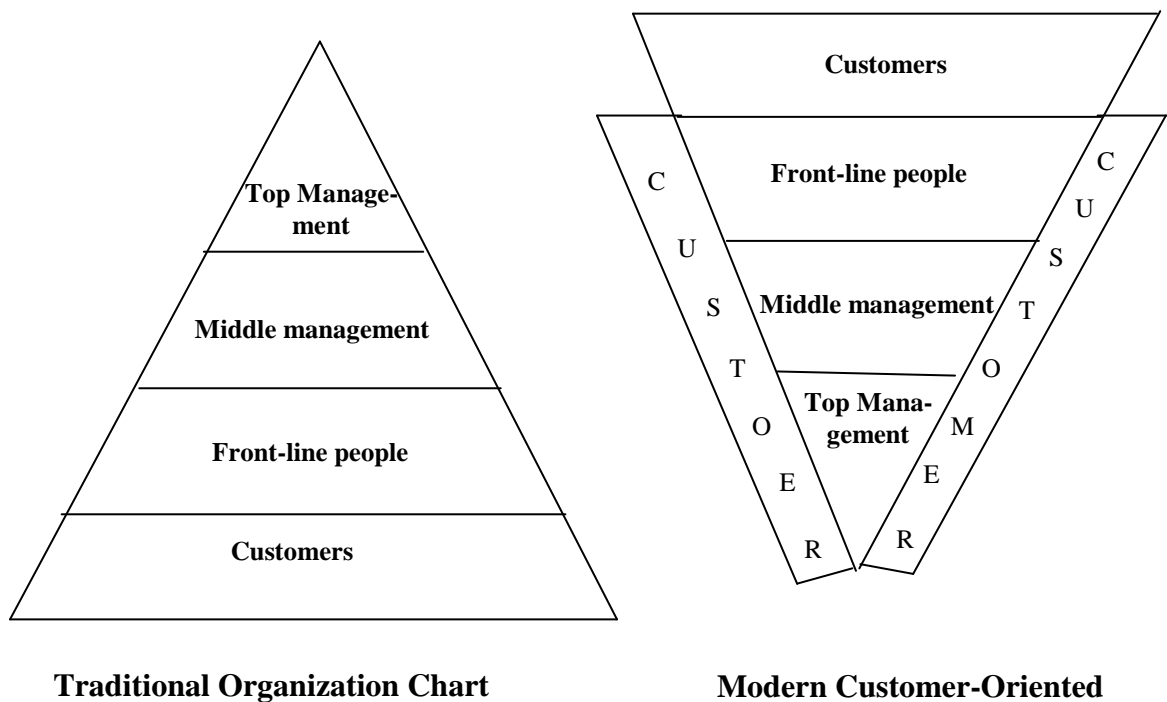 Top Manage-
ment
Middle management
Front-line people
Customers
Traditional Organization Chart
Customers
Front-line people
Middle management
Top Mana-
gement
C
U
S
T
O
E
R
C
U
S
T
O
M
E
R
Modern Customer-Oriented